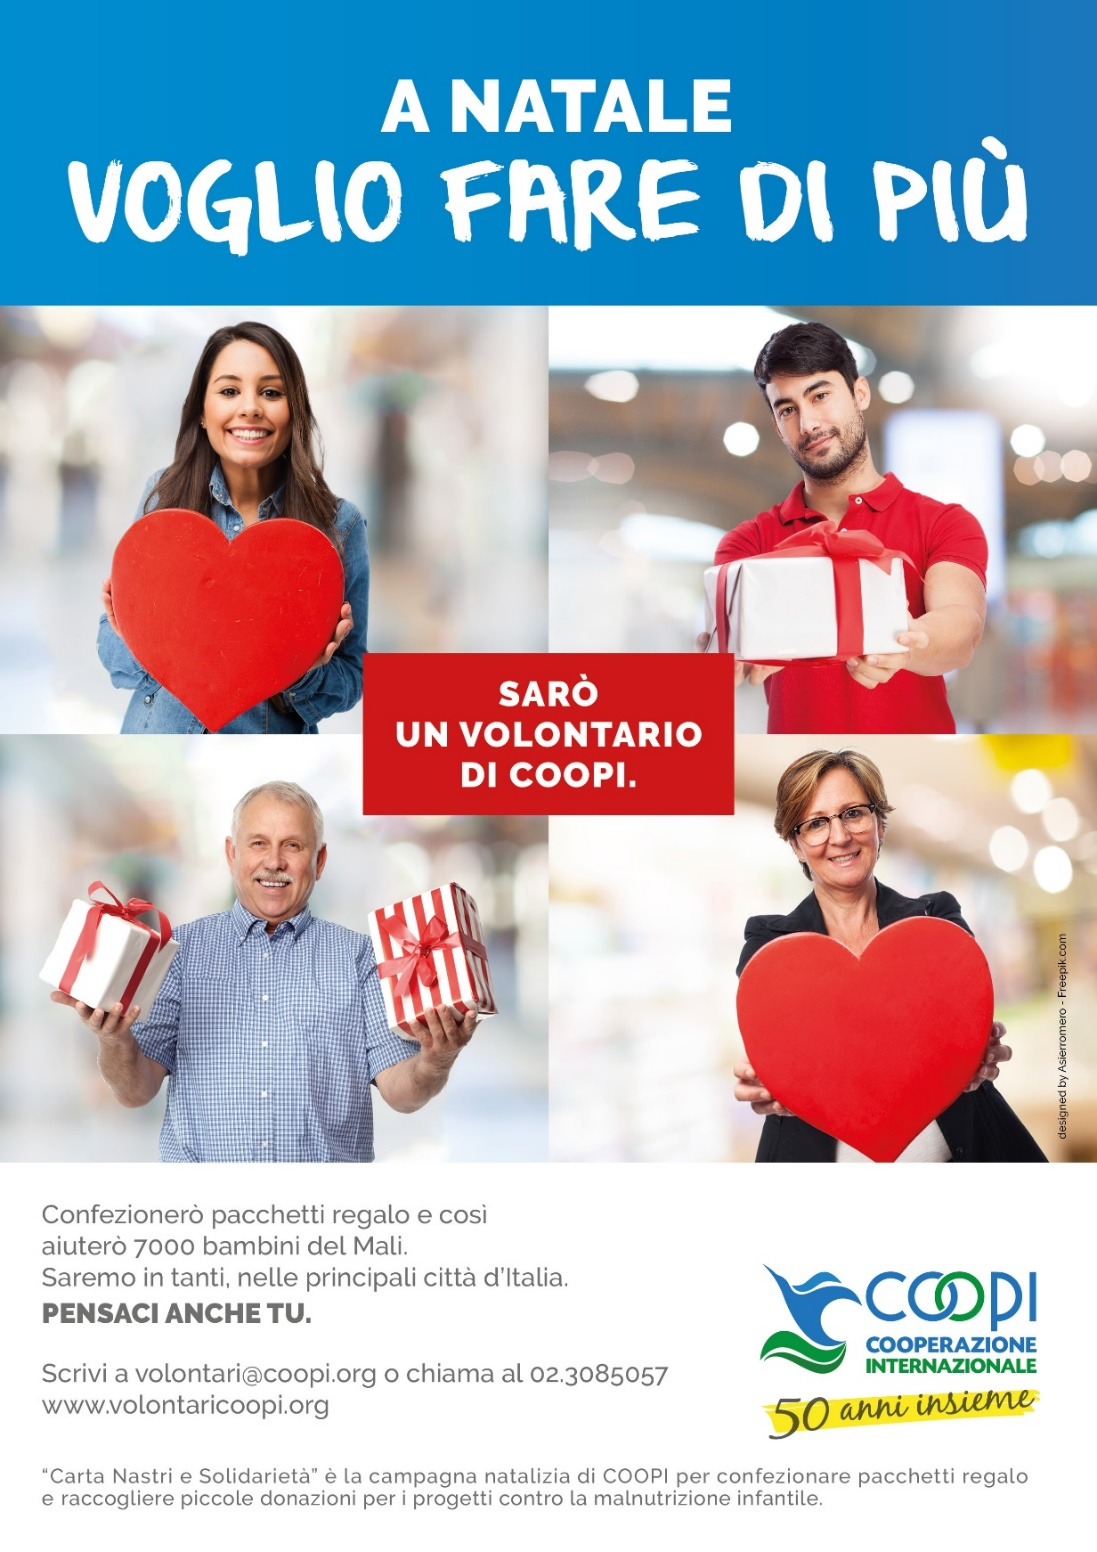 A NATALE
VOGLIO FARE DI PIÙ
SARÒ
UN VOLONTARIO
DI COOPI.
designed by Asierromero - Freepik.com
Confezionerò pacchetti regalo e così
aiuterò 7000 bambini del Mali.
Saremo in tanti, nelle principali città d'Italia.
PENSACI ANCHE TU.
Scrivi a volontari@coopi.org o chiama al 02.3085057
www.volontaricoopi.org
COOPI
COOPERAZIONE
INTERNAZIONALE
50 anni insieme
“Carta Nastri e Solidarietà” è la campagna natalizia di COOPI per confezionare pacchetti regalo
e raccogliere piccole donazioni per i progetti contro la malnutrizione infantile.